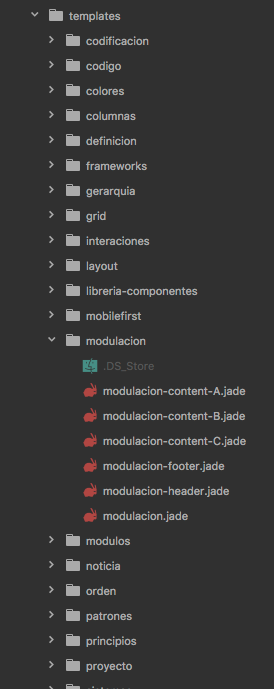 templates
codificacion
codigo
colores
columnas
definicion
frameworks
gerarquia
grid
interaciones
layout
libreria-componentes
mobilefirst
modulacion
.DS_Store
modulacion-content-A.jade
modulacion-content-B.jade
modulacion-content-C.jade
modulacion-footer.jade
modulacion-header.jade
modulacion.jade
modulos
noticia
orden
patrones
principios
proyecto